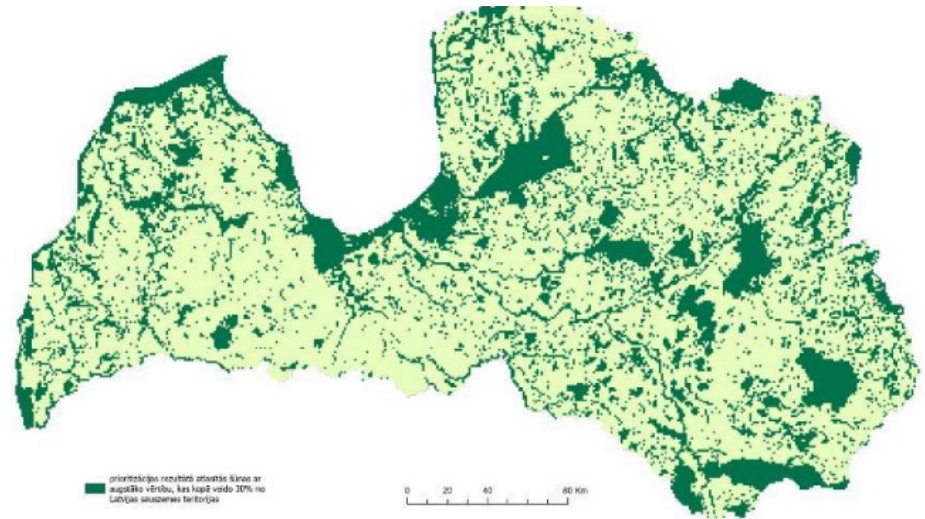 prioritizācijas rezultātā atlasītās šūnas ar
augstāko vērtību, kas kopā veido 30% no
Latvijas sauszemes teritorijas
0 20 40 80 Km